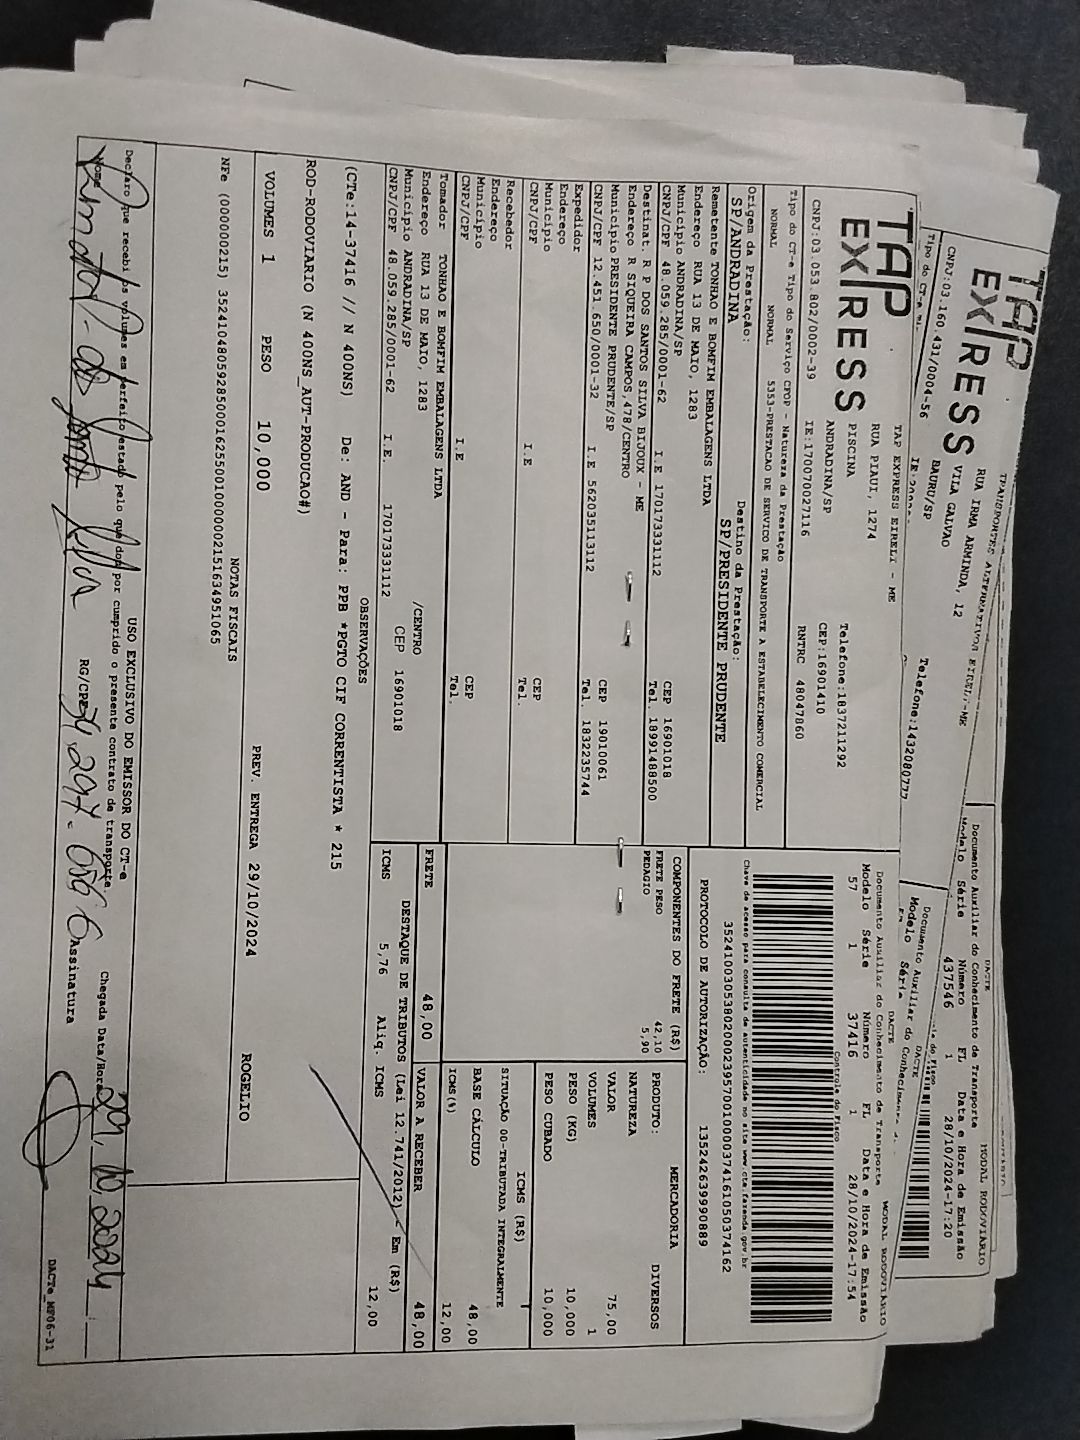 TAP
EXPRESS
CNPJ:03.160.431/0004-56
TRANSPORTES ALTERNATIVOS EIRELI-ME
RUA IRMA ARMINDA, 12
VILA GALVAO
BAURU/SP
Telefone:1432080777
DACTE
MODAL RODOVIÁRIO
Documento Auxiliar do Conhecimento de Transporte
Modelo Série Número FL Data e Hora de Emissão
437546 1 28/10/2024-17:20
TAP
EXPRESS
TAP EXPRESS EIRELI - ME
RUA PIAUI, 1274
PISCINA
ANDRADINA/SP
Telefone:1837211292
CEP:16901410
CNPJ:03.053.802/0002-39 IE:170070027116 RNTRC 48047860
DACTE MODAL RODOVIÁRIO
Documento Auxiliar do Conhecimento de Transporte
Modelo Série Número FL Data e Hora de Emissão
57 1 37416 1 28/10/2024-17:54
Controle do Fisco
Tipo do CT-e Tipo do Serviço CFOP - Natureza da Prestação
NORMAL NORMAL 5353-PRESTACAO DE SERVICO DE TRANSPORTE A ESTABELECIMENTO COMERCIAL
Chave de acesso para consulta de autenticidade no site www.cte.fazenda.gov.br
35241003053802000239570010000374161050374162
PROTOCOLO DE AUTORIZAÇÃO: 135242639990889
Origem da Prestação: Destino da Prestação:
SP/ANDRADINA SP/PRESIDENTE PRUDENTE
Remetente TONHAO E BOMFIM EMBALAGENS LTDA
Endereço RUA 13 DE MAIO, 1283
Município ANDRADINA/SP CEP 16901018
CNPJ/CPF 48.059.285/0001-62 I.E 170173331112 Tel. 18991488500
Destinat R P DOS SANTOS SILVA BIJOUX - ME
Endereço R SIQUEIRA CAMPOS,478/CENTRO
Município PRESIDENTE PRUDENTE/SP CEP 19010061
CNPJ/CPF 12.451.650/0001-32 I.E 562035113112 Tel. 1832235744
Expedidor
Endereço
Município CEP
CNPJ/CPF I.E Tel.
Recebedor
Endereço
Município CEP
CNPJ/CPF I.E Tel.
Tomador TONHAO E BOMFIM EMBALAGENS LTDA
Endereço RUA 13 DE MAIO, 1283 /CENTRO
Município ANDRADINA/SP CEP 16901018
CNPJ/CPF 48.059.285/0001-62 I.E. 170173331112
COMPONENTES DO FRETE (R$)
FRETE PESO 42,10
PEDAGIO 5,90
MERCADORIA
PRODUTO: DIVERSOS
NATUREZA
VALOR 75,00
VOLUMES 1
PESO (KG) 10,000
PESO CUBADO 10,000
ICMS (R$)
SITUAÇÃO 00-TRIBUTADA INTEGRALMENTE
BASE CÁLCULO 48,00
ICMS(%) 12,00
FRETE 48,00 VALOR A RECEBER 48,00
DESTAQUE DE TRIBUTOS (Lei 12.741/2012) - Em (R$)
ICMS 5,76 Aliq. ICMS 12,00
OBSERVAÇÕES
(CTe:14-37416 // N 400NS) De: AND - Para: PPB *PGTO CIF CORRENTISTA * 215
ROD-RODOVIARIO (N 400NS_AUT-PRODUCAO#)
VOLUMES 1 PESO 10,000 PREV. ENTREGA 29/10/2024 ROGELIO
NOTAS FISCAIS
NFe (000000215) 35241048059285000162550010000002151634951065
USO EXCLUSIVO DO EMISSOR DO CT-e
Declaro que recebi os volumes em perfeito estado pelo que dou por cumprido o presente contrato de transporte.
Chegada Data/Hora 29, 10, 2024
Nome RG/CPF Assinatura
DACTe_MF06-31